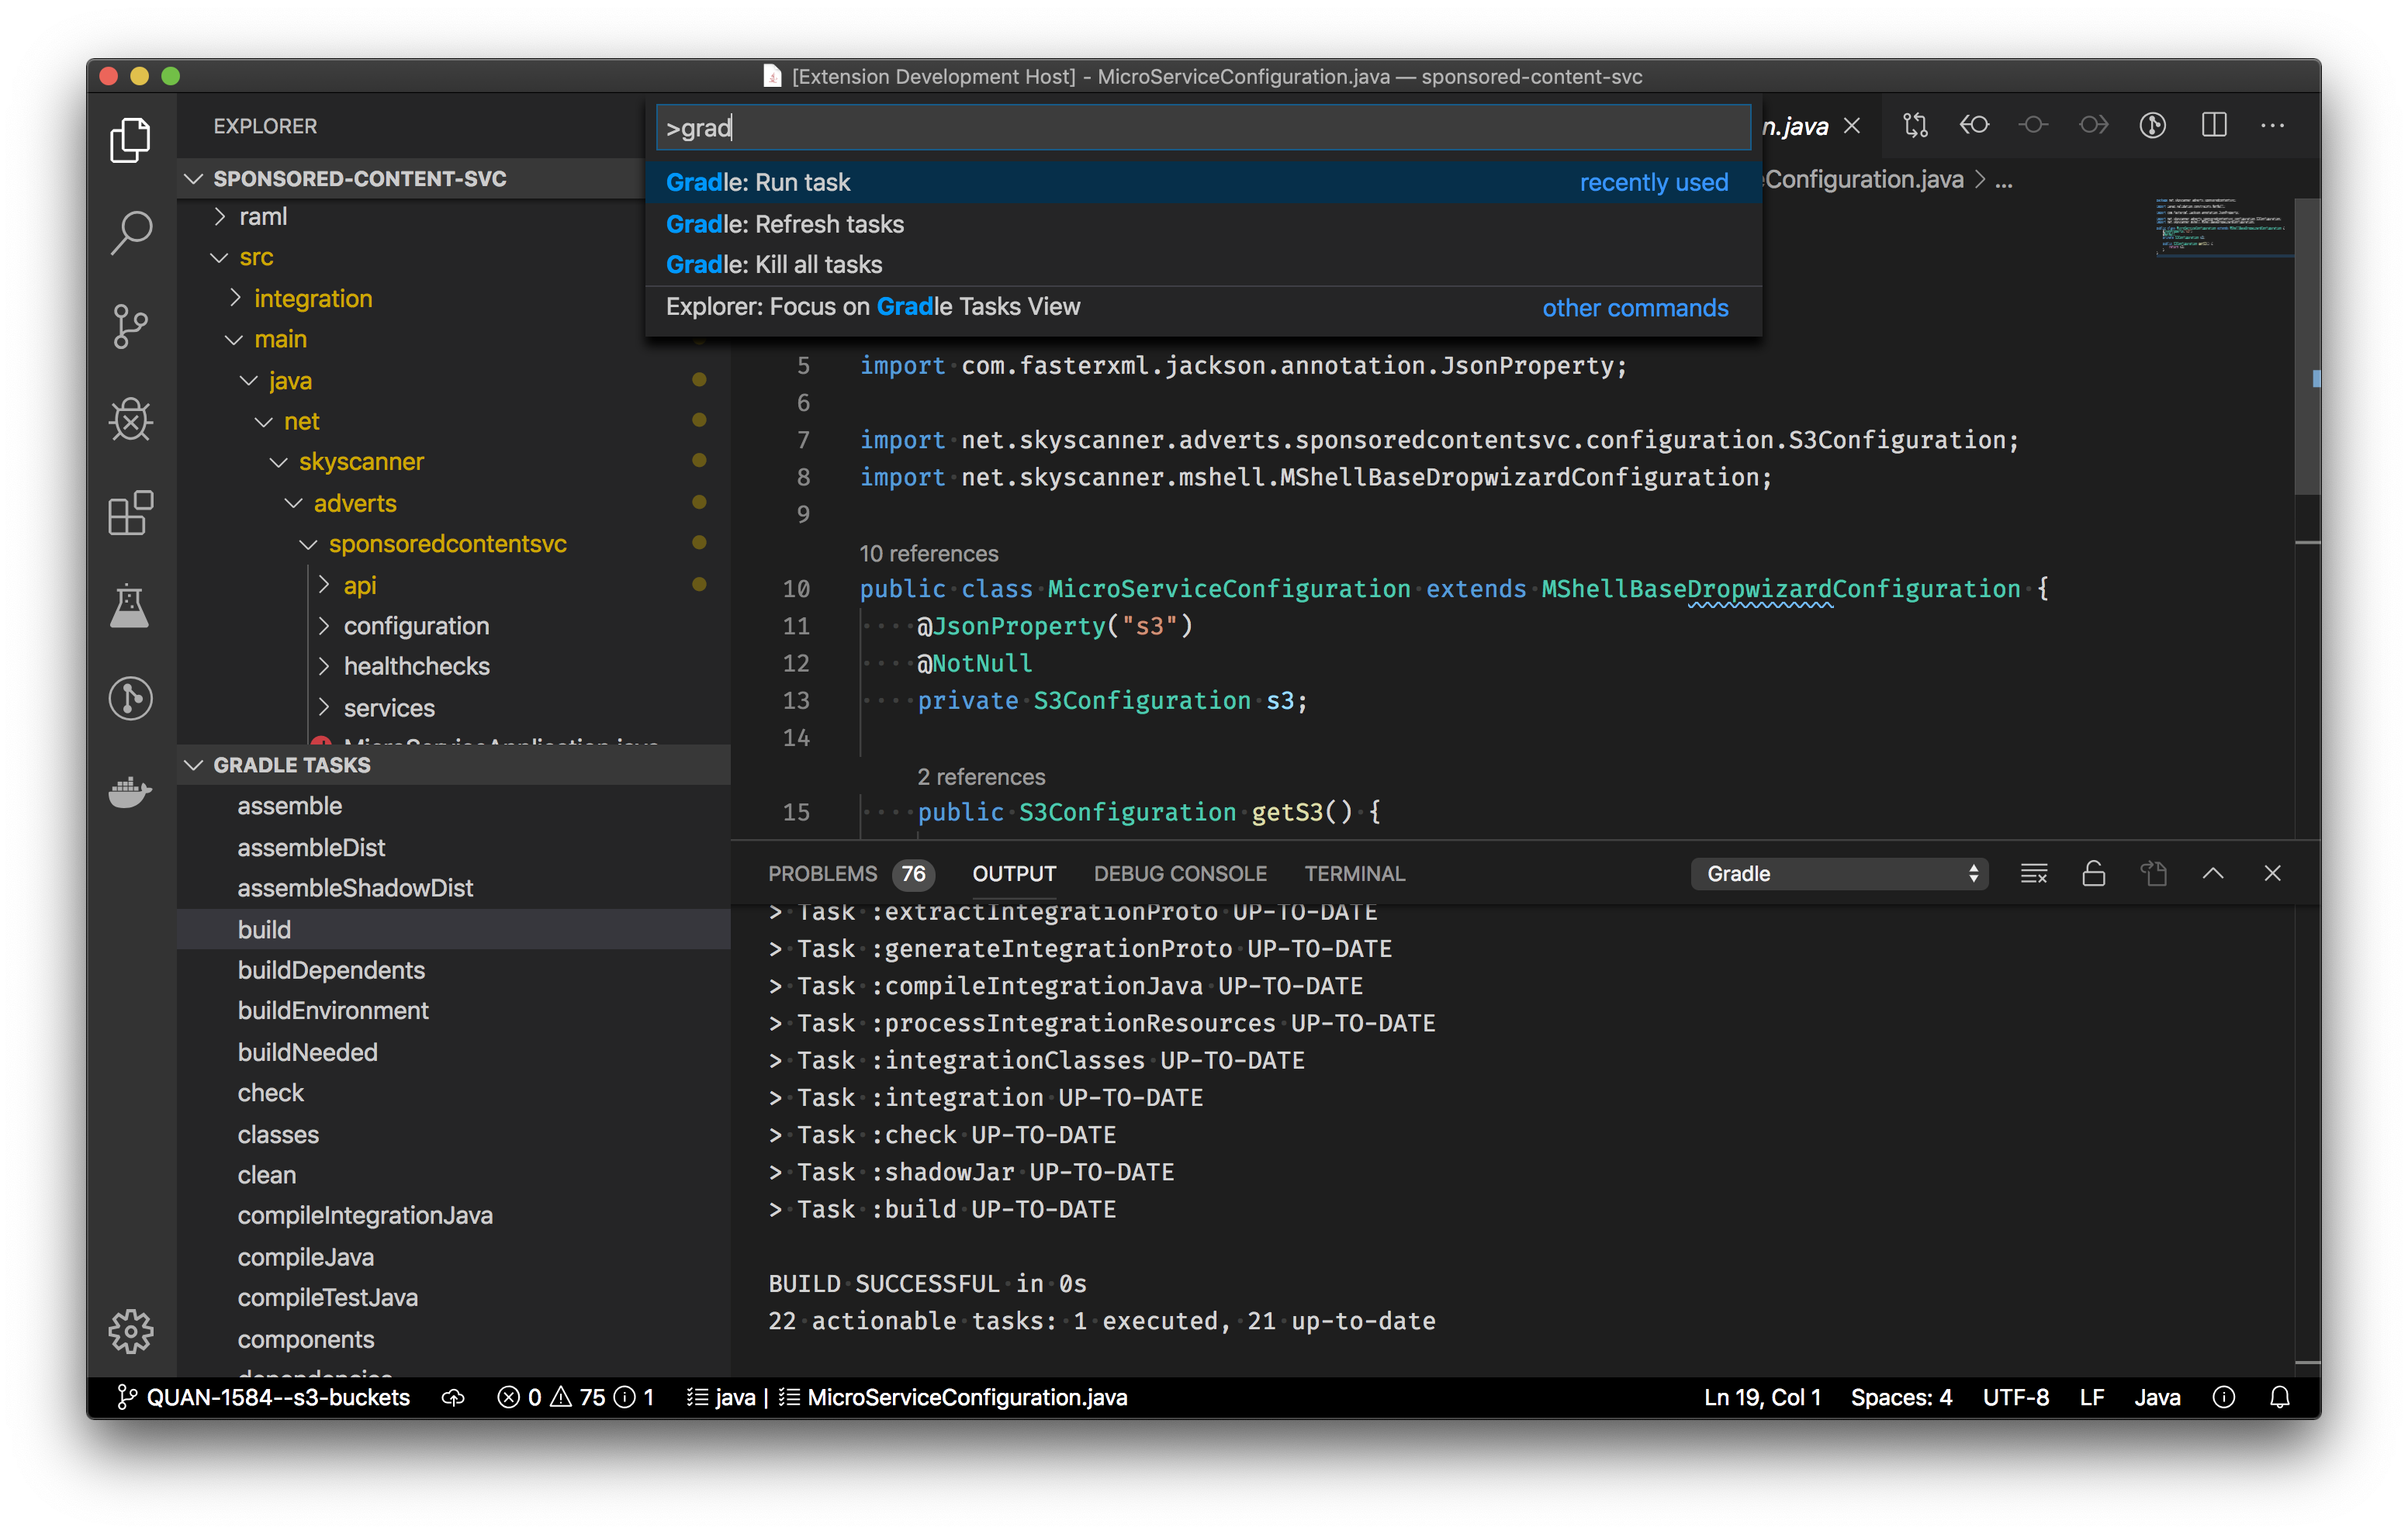 [Extension Development Host] - MicroServiceConfiguration.java — sponsored-content-svc
EXPLORER
>grad
n.java
SPONSORED-CONTENT-SVC
Gradle: Run task recently used
eConfiguration.java > ...
raml
Gradle: Refresh tasks
src
Gradle: Kill all tasks
integration
Explorer: Focus on Gradle Tasks View other commands
main
java
net
skyscanner
adverts
sponsoredcontentsvc
api
configuration
healthchecks
services
MicroServiceApplication.java
5 import com.fasterxml.jackson.annotation.JsonProperty;
6
7 import net.skyscanner.adverts.sponsoredcontentsvc.configuration.S3Configuration;
8 import net.skyscanner.mshell.MShellBaseDropwizardConfiguration;
9
10 references
10 public class MicroServiceConfiguration extends MShellBaseDropwizardConfiguration {
11 @JsonProperty("s3")
12 @NotNull
13 private S3Configuration s3;
14
2 references
15 public S3Configuration getS3() {
GRADLE TASKS
assemble
assembleDist
assembleShadowDist
build
buildDependents
buildEnvironment
buildNeeded
check
classes
clean
compileIntegrationJava
compileJava
compileTestJava
components
dependencies
PROBLEMS 76 OUTPUT DEBUG CONSOLE TERMINAL Gradle
> Task :extractIntegrationProto UP-TO-DATE
> Task :generateIntegrationProto UP-TO-DATE
> Task :compileIntegrationJava UP-TO-DATE
> Task :processIntegrationResources UP-TO-DATE
> Task :integrationClasses UP-TO-DATE
> Task :integration UP-TO-DATE
> Task :check UP-TO-DATE
> Task :shadowJar UP-TO-DATE
> Task :build UP-TO-DATE
BUILD SUCCESSFUL in 0s
22 actionable tasks: 1 executed, 21 up-to-date
QUAN-1584--s3-buckets 0 75 1 java | MicroServiceConfiguration.java Ln 19, Col 1 Spaces: 4 UTF-8 LF Java